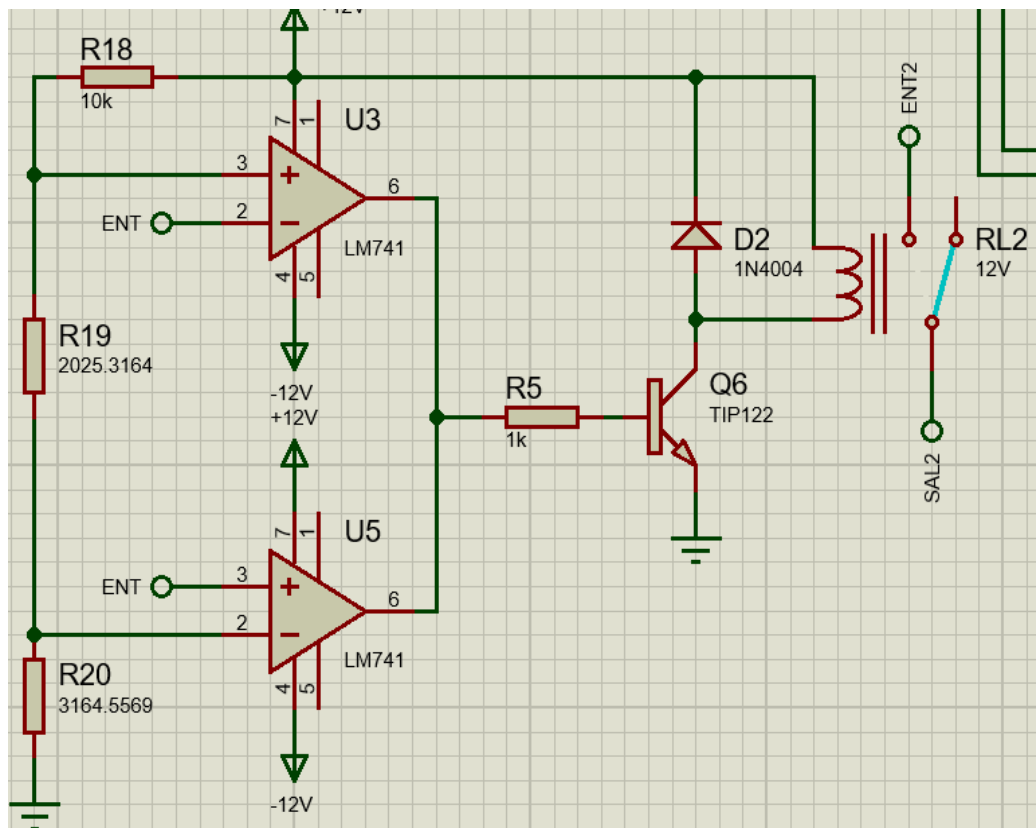 +12V
R18
10k
7
1
U3
3
+
6
ENT
2
−
LM741
4
5
-12V
+12V
R19
2025.3164
D2
1N4004
ENT2
RL2
12V
R5
1k
Q6
TIP122
SAL2
7
1
U5
ENT
3
+
6
2
−
LM741
4
5
R20
3164.5569
-12V